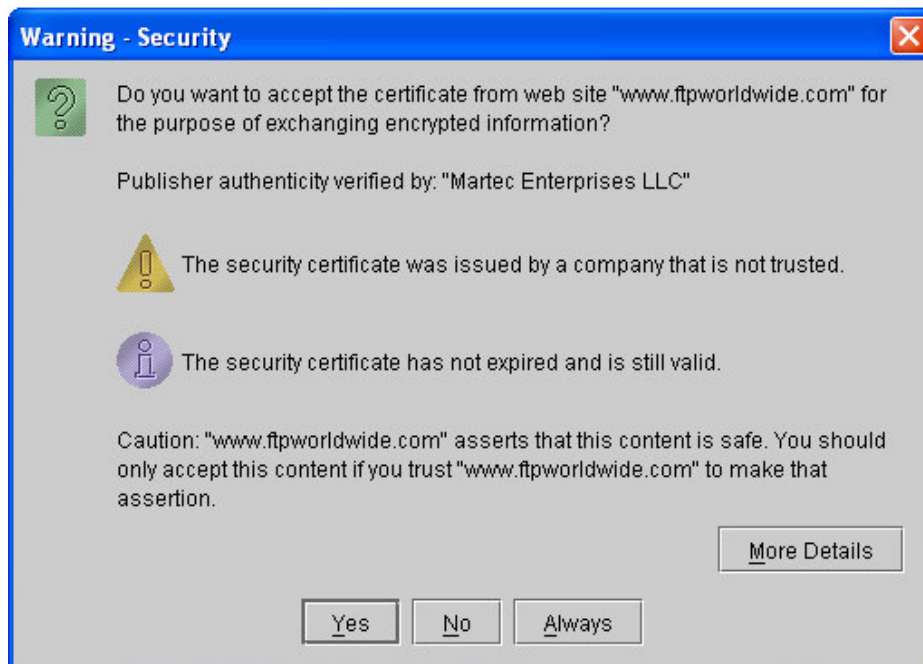 Warning - Security
Do you want to accept the certificate from web site "www.ftpworldwide.com" for
the purpose of exchanging encrypted information?
Publisher authenticity verified by: "Martec Enterprises LLC"
The security certificate was issued by a company that is not trusted.
The security certificate has not expired and is still valid.
Caution: "www.ftpworldwide.com" asserts that this content is safe. You should
only accept this content if you trust "www.ftpworldwide.com" to make that
assertion.
More Details
Yes No Always